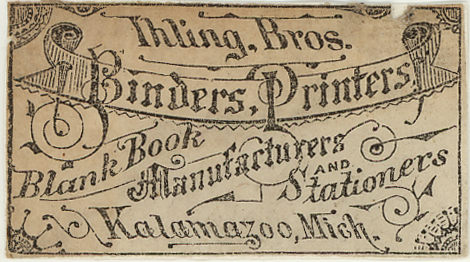 Ihling, Bros.
Binders, Printers,
Blank Book
Manufacturers
AND
Stationers
Kalamazoo, Mich.